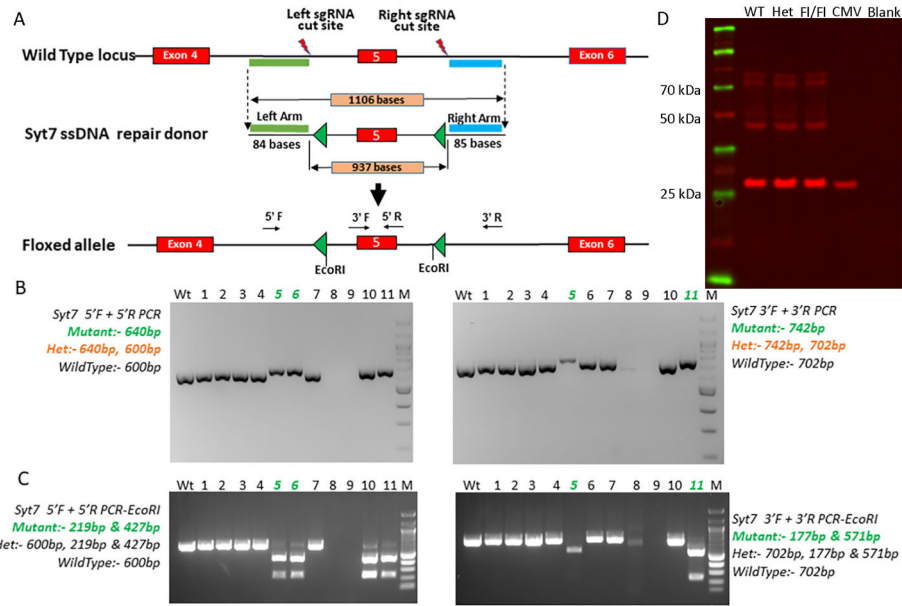 A
Left sgRNA
cut site
Right sgRNA
cut site
Wild Type locus
Exon 4
5
Exon 6
1106 bases
Left Arm
Right Arm
Syt7 ssDNA repair donor
5
84 bases
85 bases
937 bases
5' F
3' F
5' R
3' R
Floxed allele
Exon 4
5
Exon 6
EcoRI
EcoRI
D
WT Het Fl/Fl CMV Blank
70 kDa
50 kDa
25 kDa
B
Wt 1 2 3 4 5 6 7 8 9 10 11 M
Syt7 5'F + 5'R PCR
Mutant:- 640bp
Het:- 640bp, 600bp
WildType:- 600bp
Wt 1 2 3 4 5 6 7 8 9 10 11 M
Syt7 3'F + 3'R PCR
Mutant:- 742bp
Het:- 742bp, 702bp
WildType:- 702bp
C
Wt 1 2 3 4 5 6 7 8 9 10 11 M
Syt7 5'F + 5'R PCR-EcoRI
Mutant:- 219bp & 427bp
Het:- 600bp, 219bp & 427bp
WildType:- 600bp
Wt 1 2 3 4 5 6 7 8 9 10 11 M
Syt7 3'F + 3'R PCR-EcoRI
Mutant:- 177bp & 571bp
Het:- 702bp, 177bp & 571bp
WildType:- 702bp